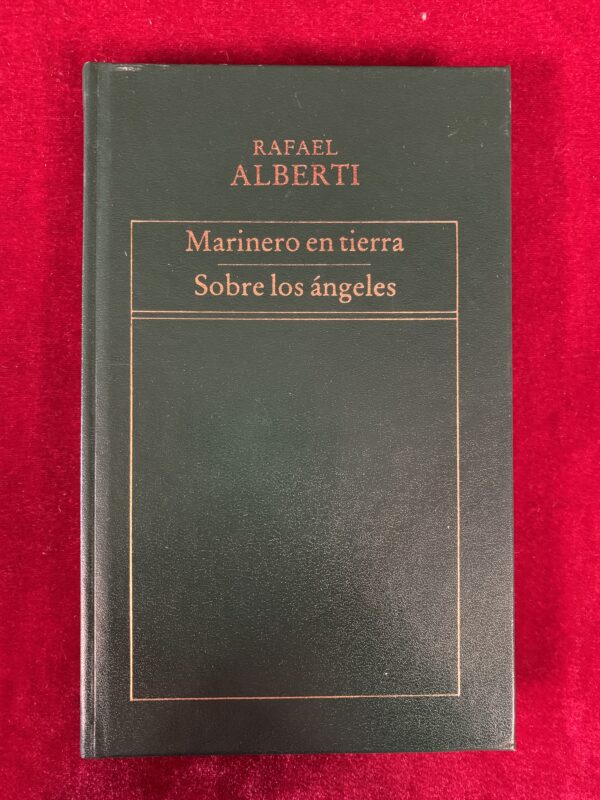 RAFAEL
ALBERTI
Marinero en tierra
Sobre los ángeles